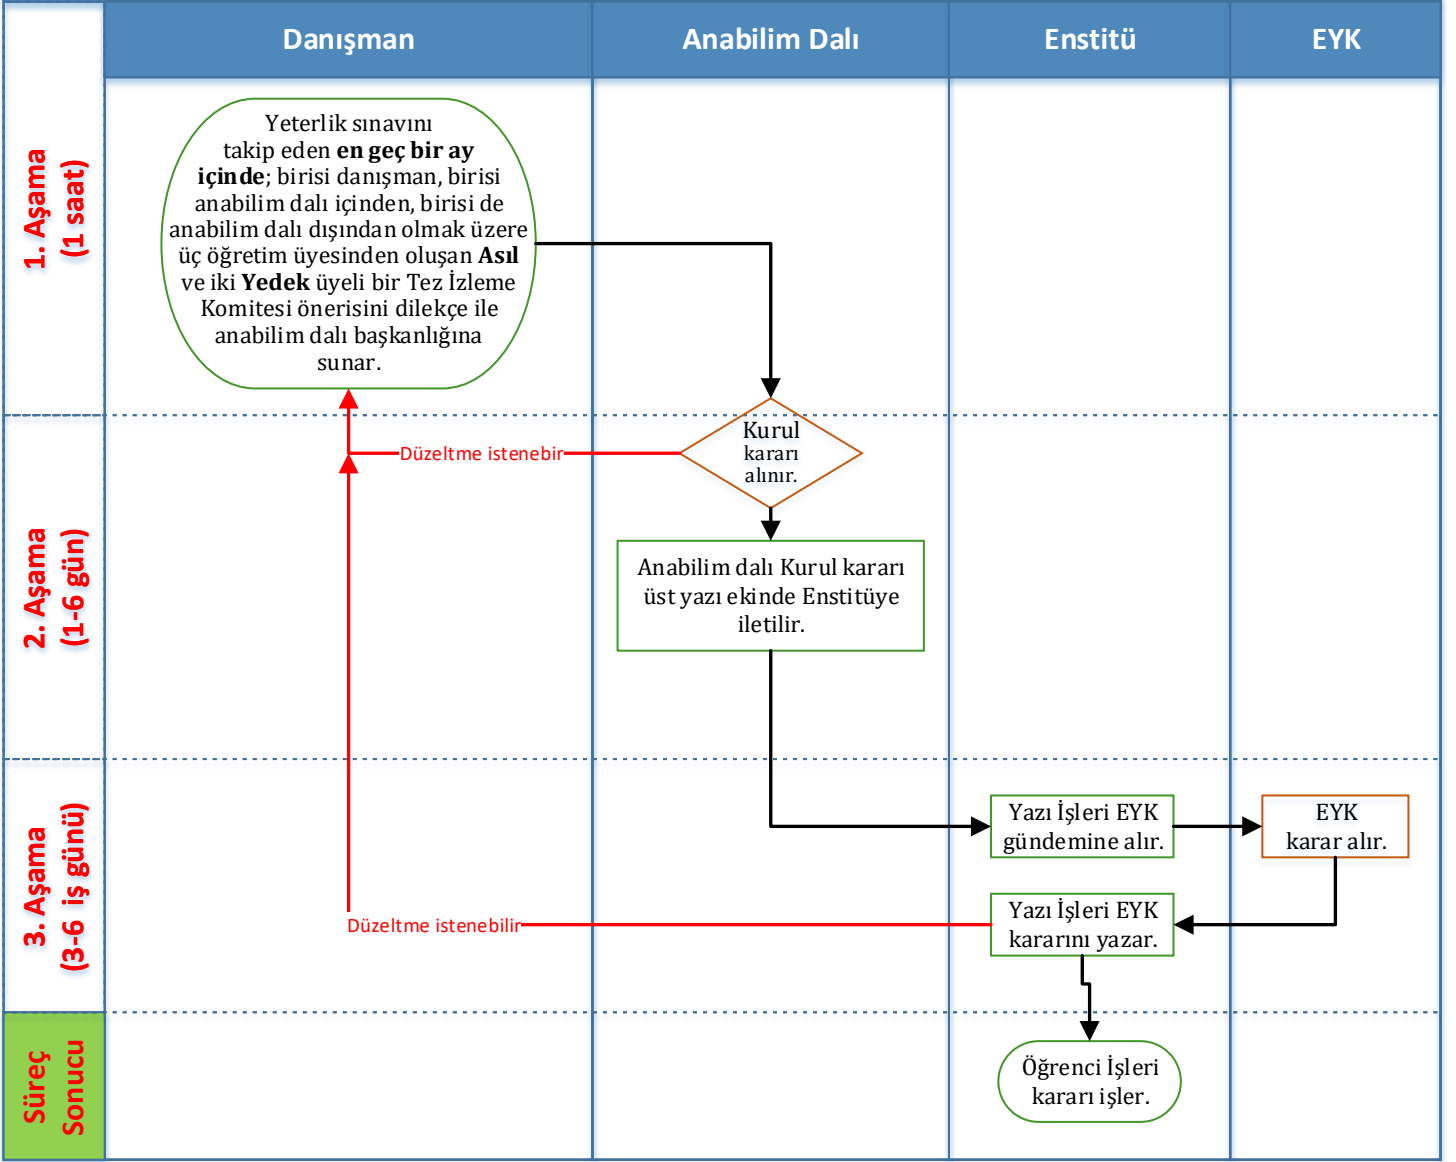 Danışman
Anabilim Dalı
Enstitü
EYK
1. Aşama
(1 saat)
Yeterlik sınavını
takip eden en geç bir ay
içinde; birisi danışman, birisi
anabilim dalı içinden, birisi de
anabilim dalı dışından olmak üzere
üç öğretim üyesinden oluşan Asıl
ve iki Yedek üyeli bir Tez İzleme
Komitesi önerisini dilekçe ile
anabilim dalı başkanlığına
sunar.
2. Aşama
(1-6 gün)
Kurul
kararı
alınır.
Düzeltme istenebir
Anabilim dalı Kurul kararı
üst yazı ekinde Enstitüye
iletilir.
3. Aşama
(3-6 iş günü)
Yazı İşleri EYK
gündemine alır.
EYK
karar alır.
Yazı İşleri EYK
kararını yazar.
Düzeltme istenebilir
Süreç
Sonucu
Öğrenci İşleri
kararı işler.